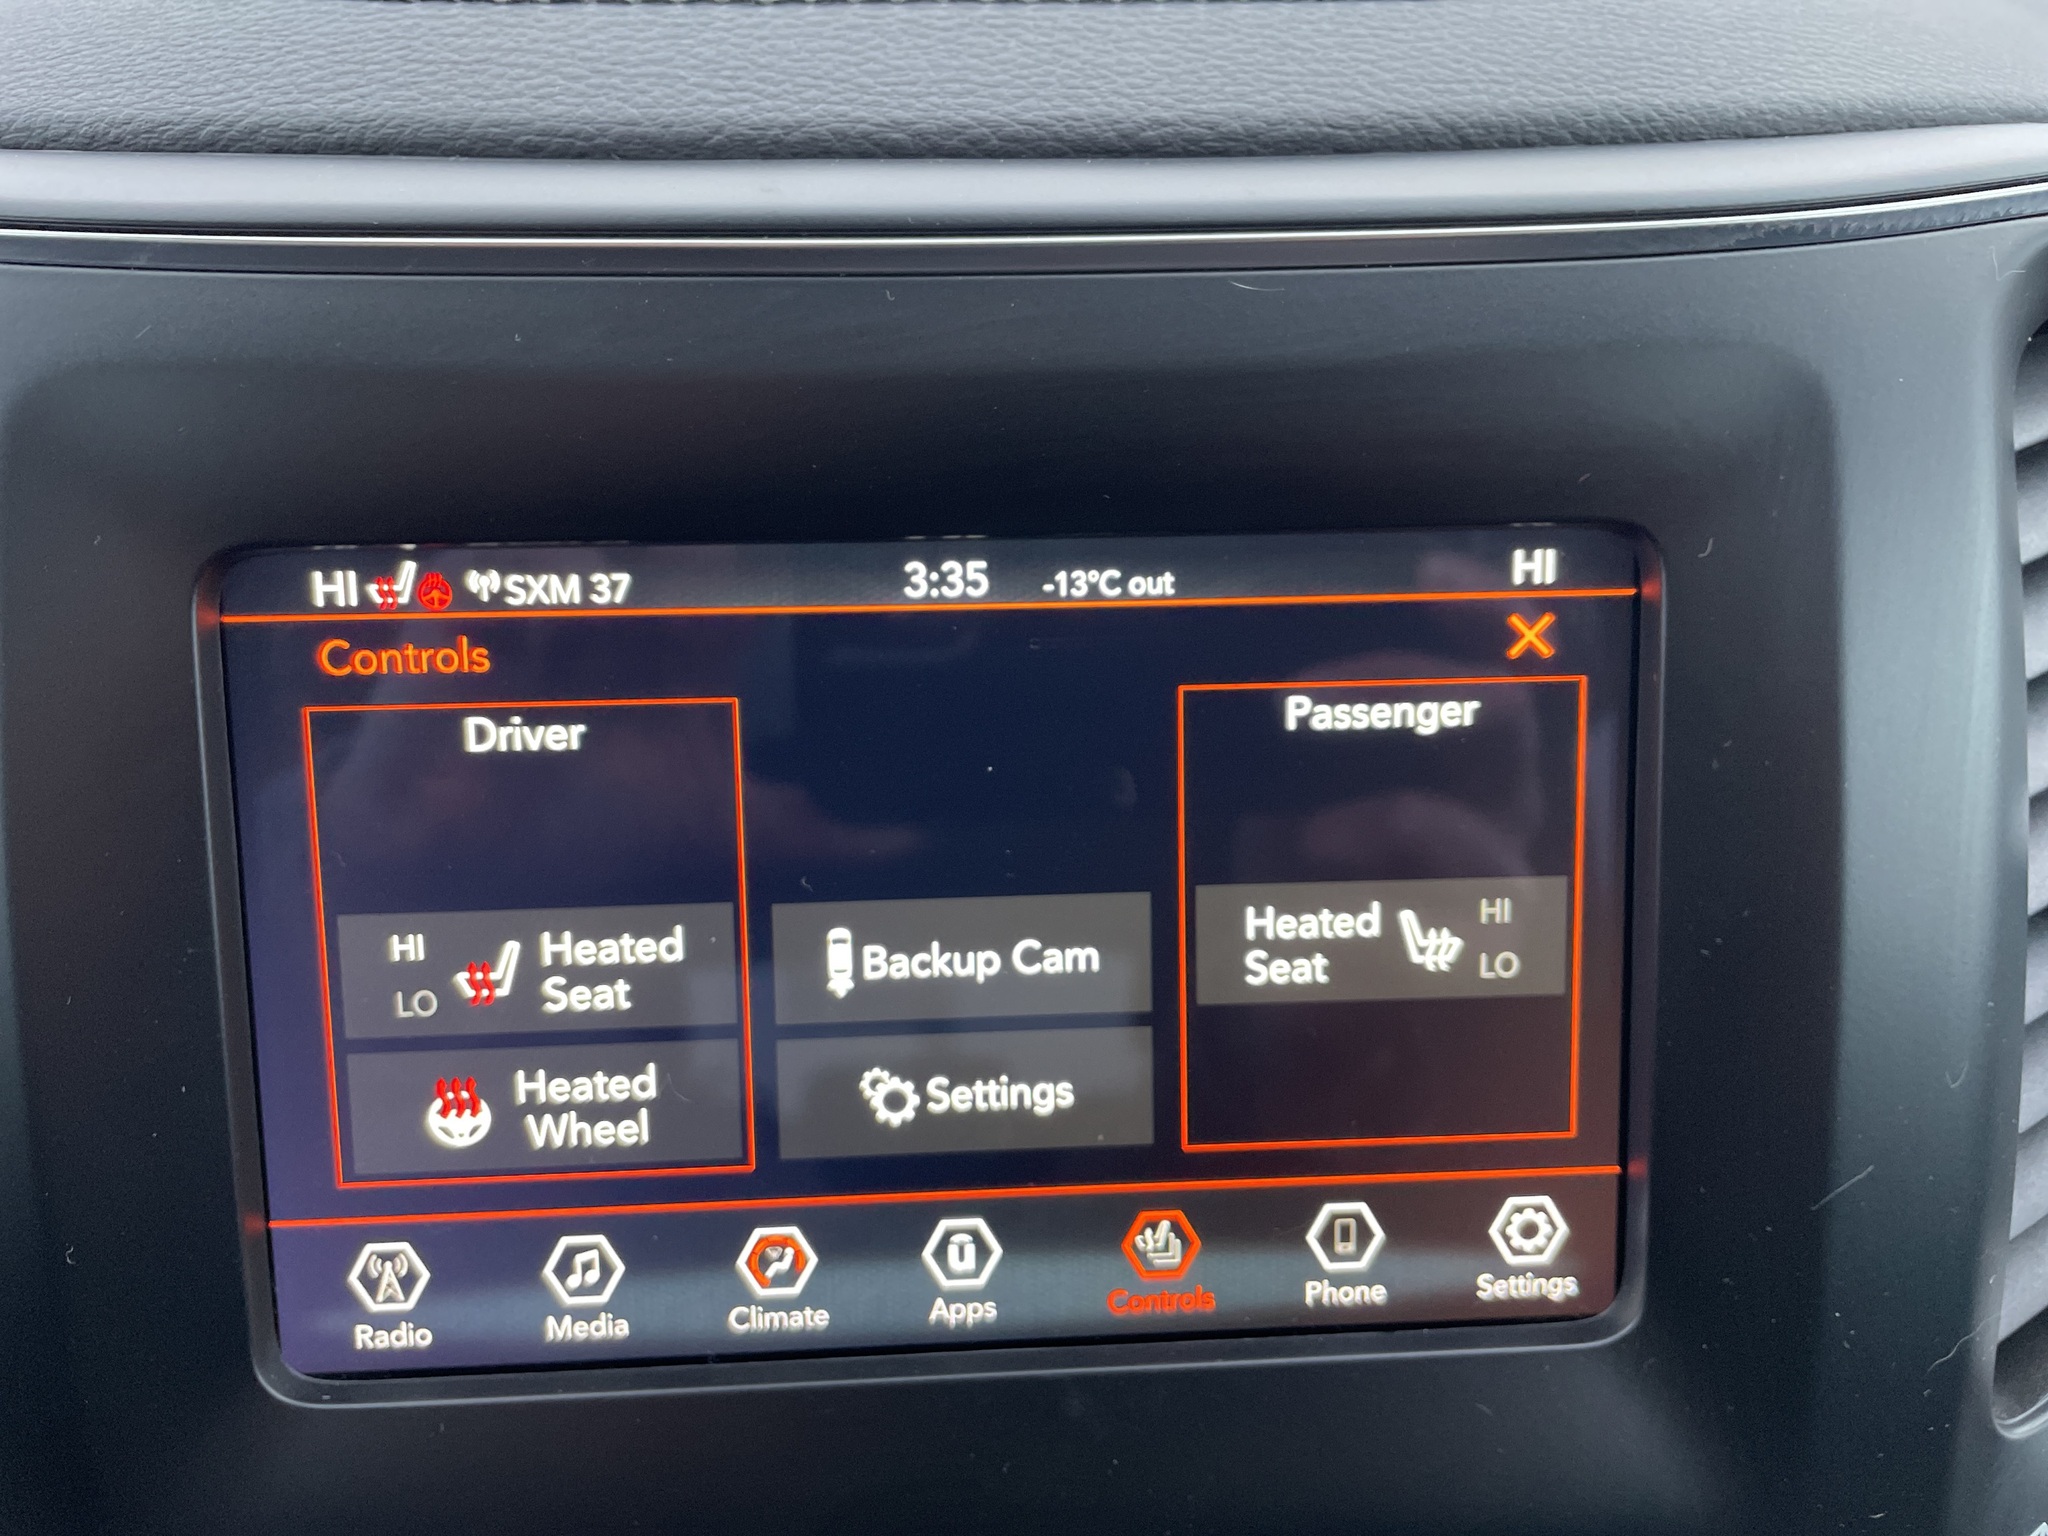 HI SXM 37 3:35 -13°C out HI
Controls
Driver
Passenger
HI
LO
Heated
Seat
Backup Cam
Heated
Seat
HI
LO
Heated
Wheel
Settings
Radio
Media
Climate
Apps
Controls
Phone
Settings